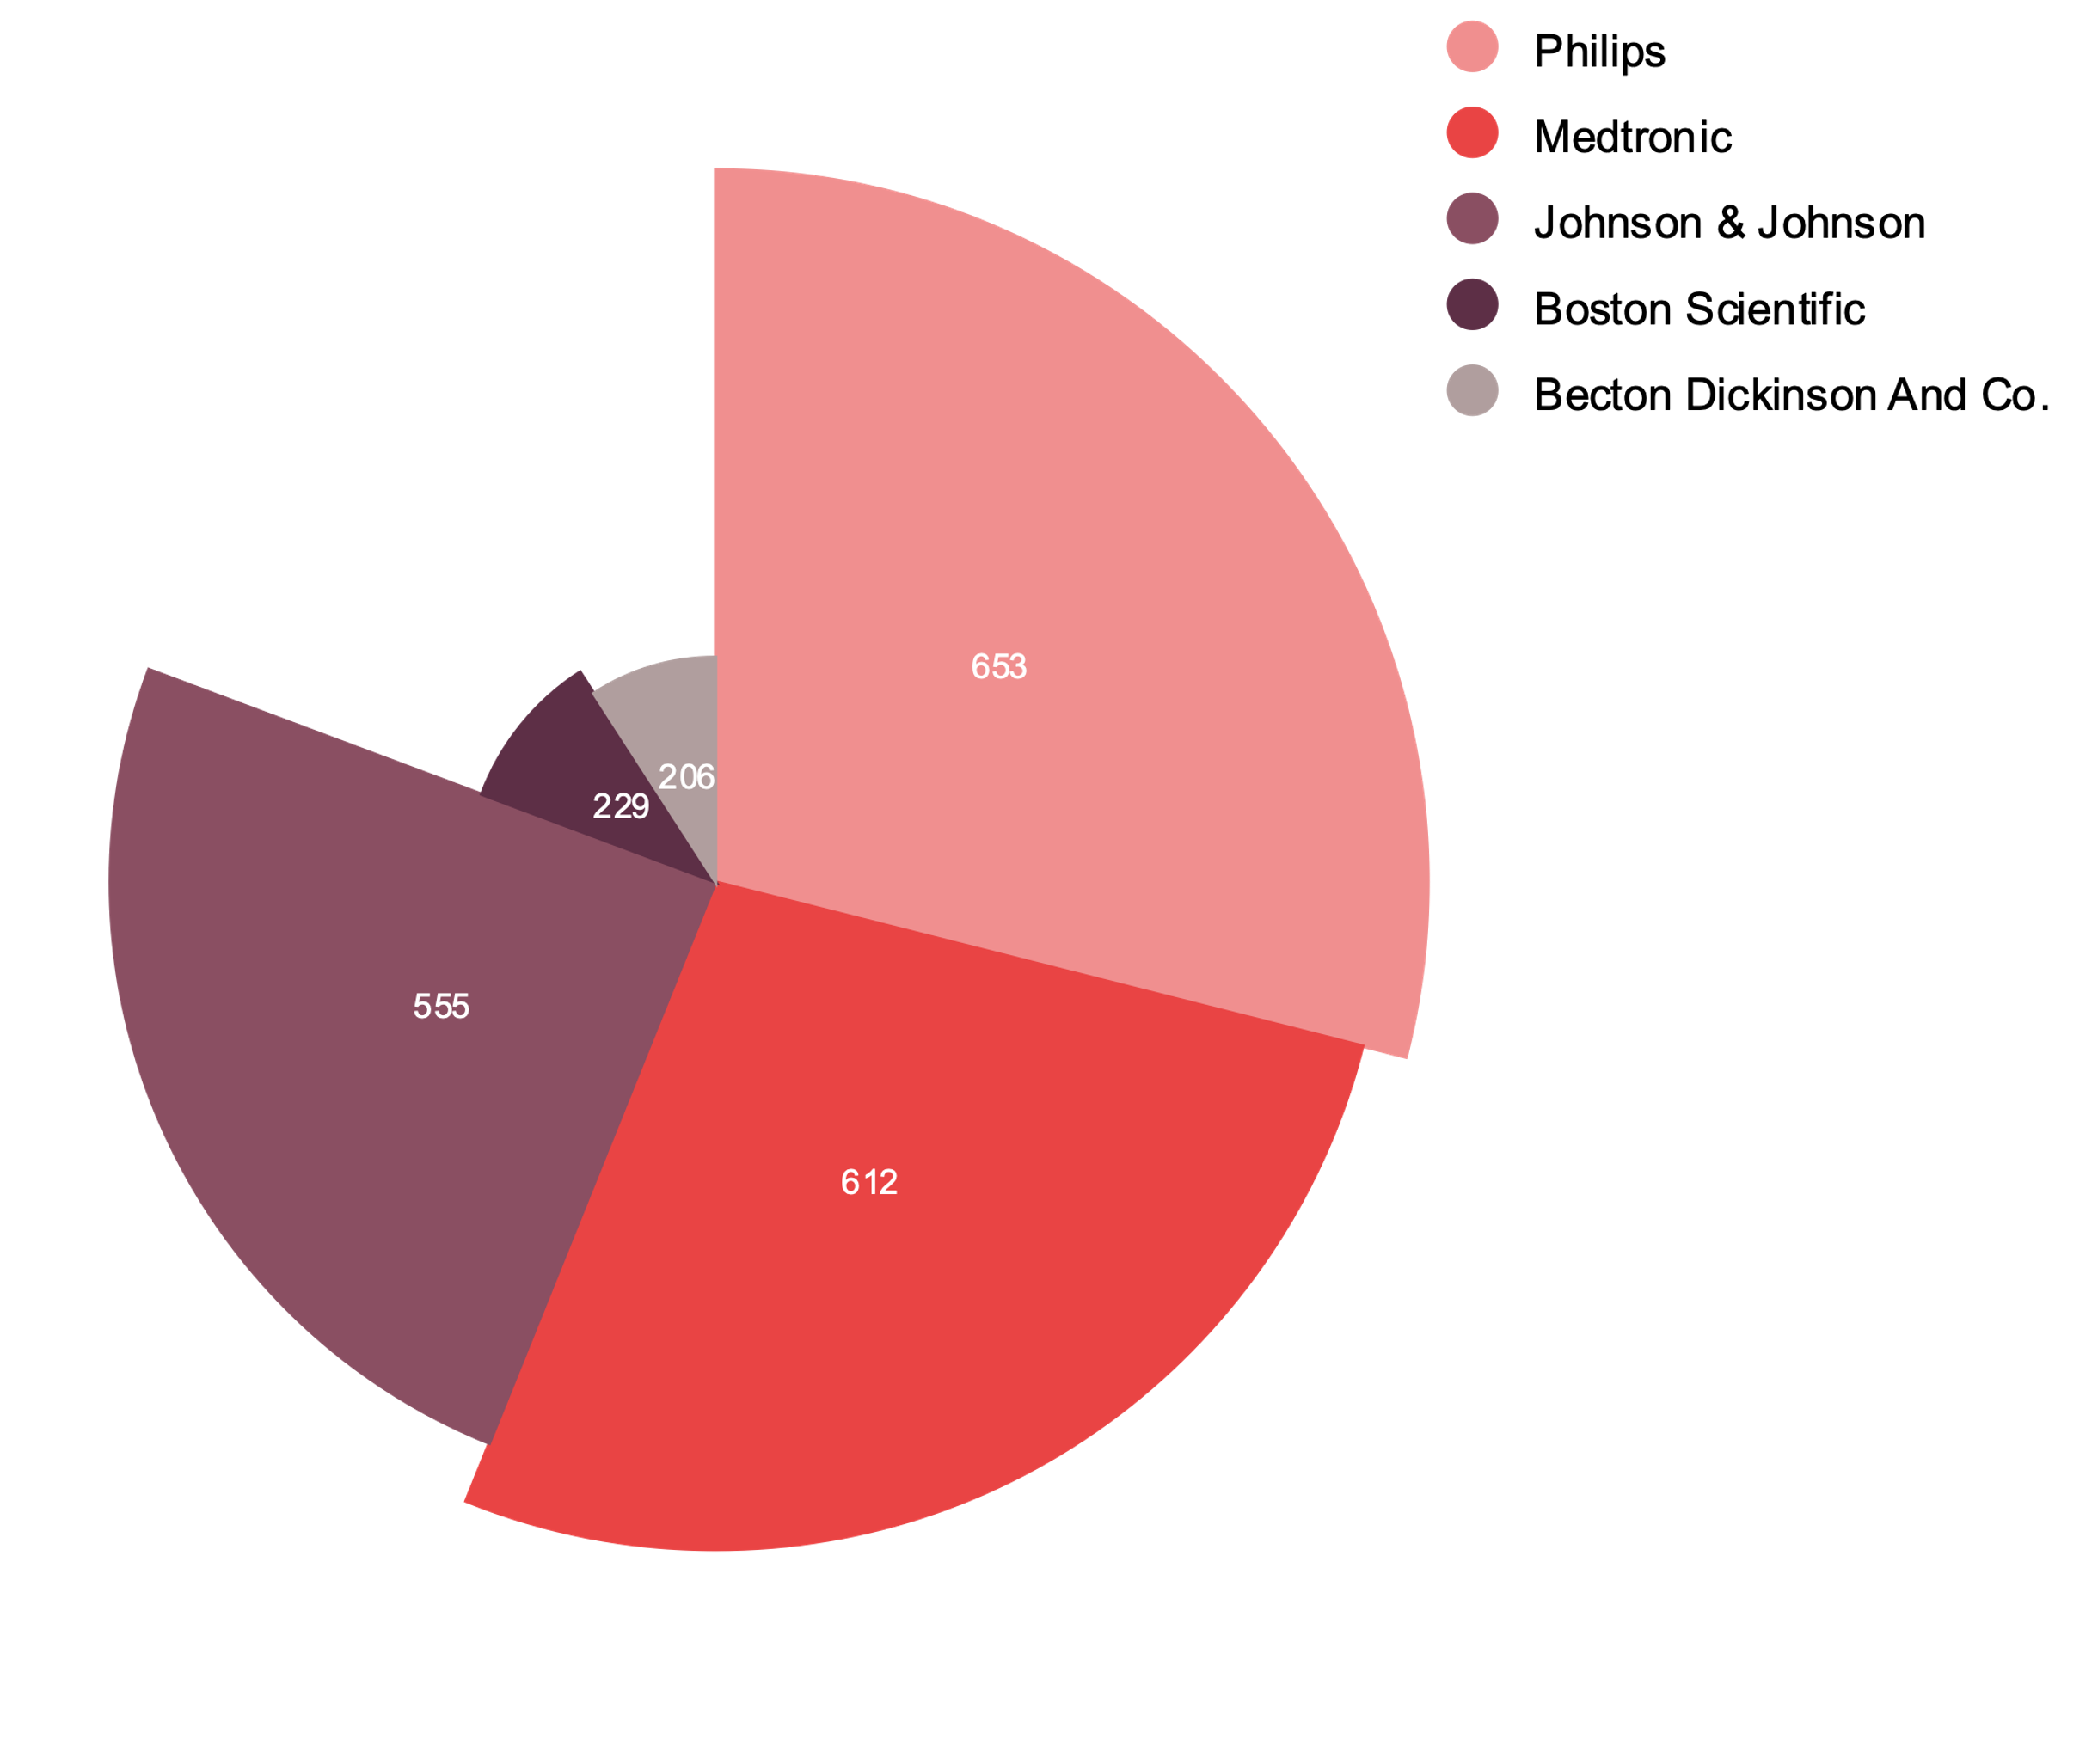 Philips
Medtronic
Johnson & Johnson
Boston Scientific
Becton Dickinson And Co.
653
206
229
555
612